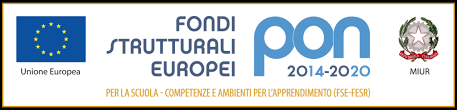 FONDI
STRUTTURALI
EUROPEI
pon
2014-2020
Unione Europea
MIUR
PER LA SCUOLA - COMPETENZE E AMBIENTI PER L'APPRENDIMENTO (FSE-FESR)